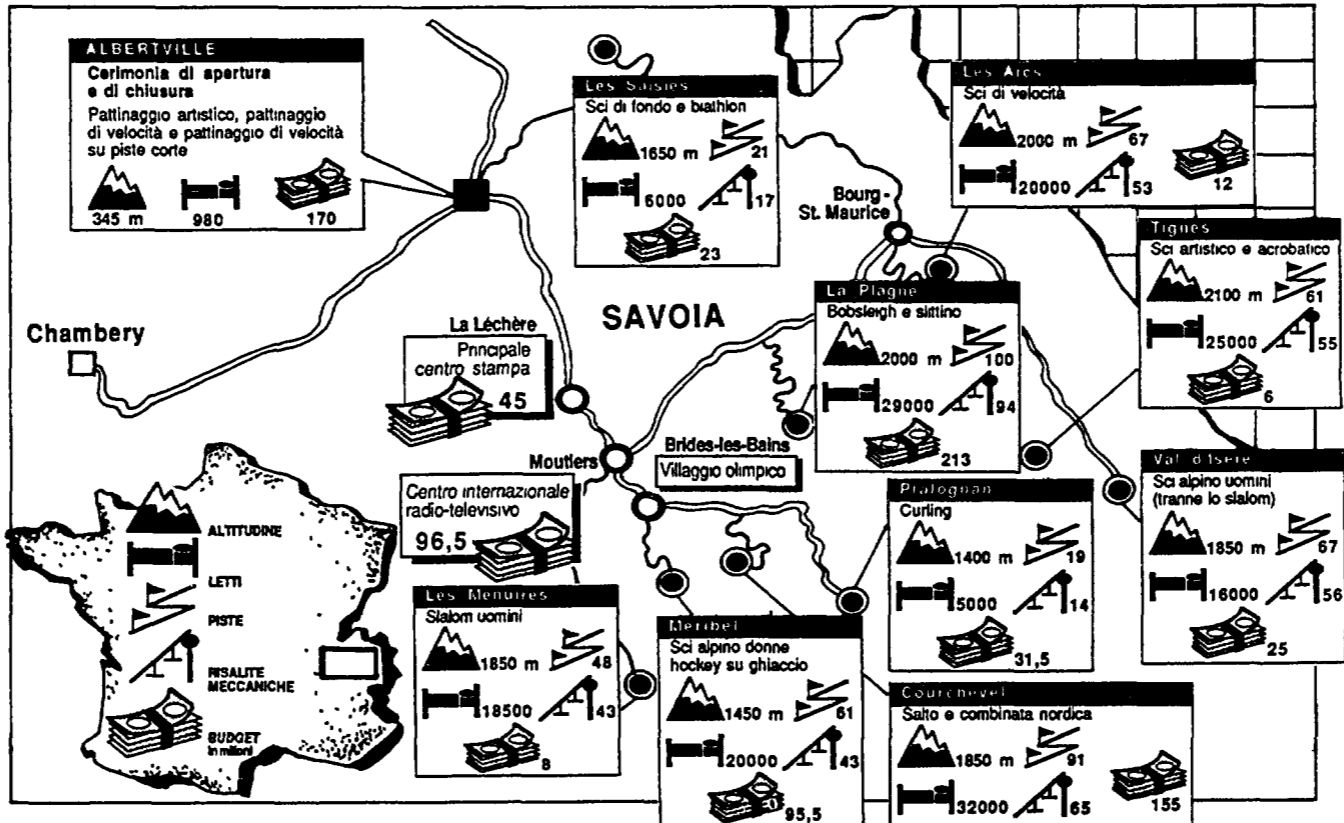 ALBERTVILLE
Cerimonia di apertura
e di chiusura
Pattinaggio artistico, pattinaggio
di velocità e pattinaggio di velocità
su piste corte
345 m
980
170
Les Saisies
Sci di fondo e biathlon
1650 m
21
6000
17
23
Les Arcs
Sci di velocità
2000 m
67
20000
53
12
Bourg-
St. Maurice
Tignes
Sci artistico e acrobatico
2100 m
61
25000
55
6
La Plagne
Bobsleigh e slittino
2000 m
100
29000
94
213
SAVOIA
Chambery
La Léchère
Principale
centro stampa
45
Moutiers
Brides-les-Bains
Villaggio olimpico
Centro internazionale
radio-televisivo
96,5
Val d'Isere
Sci alpino uomini
(tranne lo slalom)
1850 m
67
16000
56
25
Pralognan
Curling
1400 m
19
5000
14
31,5
Les Menuires
Slalom uomini
1850 m
48
18500
43
8
Meribel
Sci alpino donne
hockey su ghiaccio
1450 m
61
20000
43
95,5
Courchevel
Salto e combinata nordica
1850 m
91
32000
65
155
ALTITUDINE
LETTI
PISTE
RISALITE
MECCANICHE
BUDGET
in milioni